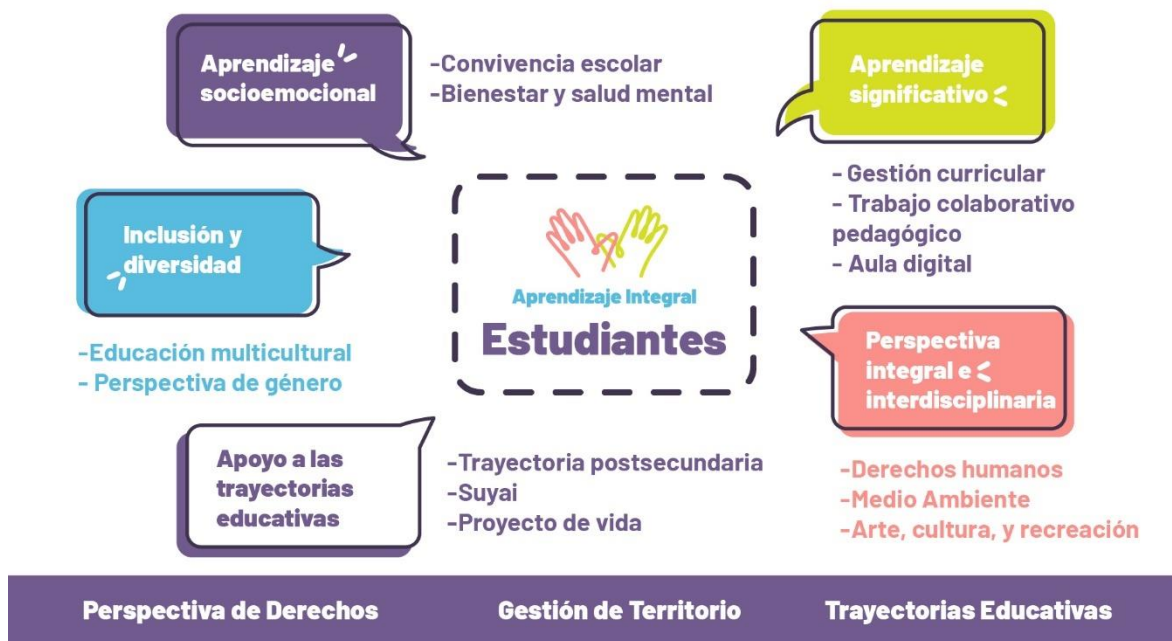 Aprendizaje
socioemocional
-Convivencia escolar
-Bienestar y salud mental
Aprendizaje
significativo
- Gestión curricular
- Trabajo colaborativo
pedagógico
- Aula digital
Inclusión y
diversidad
-Educación multicultural
- Perspectiva de género
Aprendizaje Integral
Estudiantes
Perspectiva
integral e
interdisciplinaria
-Derechos humanos
-Medio Ambiente
-Arte, cultura, y recreación
Apoyo a las
trayectorias
educativas
-Trayectoria postsecundaria
-Suyai
-Proyecto de vida
Perspectiva de Derechos
Gestión de Territorio
Trayectorias Educativas